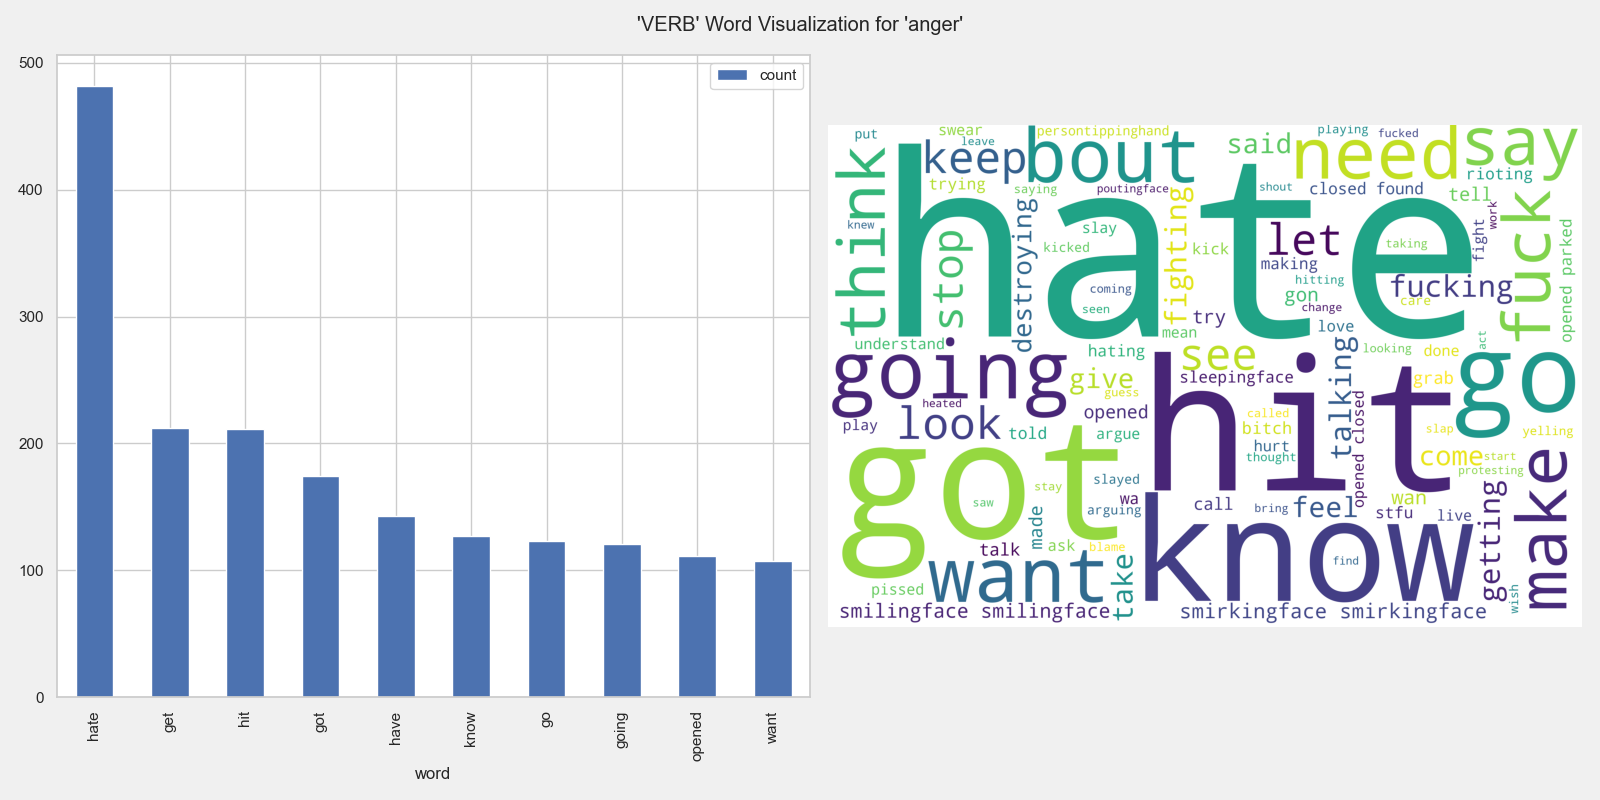 'VERB' Word Visualization for 'anger'
count
500
400
300
200
100
0
hate
get
hit
got
have
know
go
going
opened
want
word
put
swear
leave
persontippinghand
said
playing
fucked
say
keep
bout
need
rioting
think
trying
saying
poutingface
shout
closed found
tell
work
knew
stop
destroying
kicked
slay
fighting
kick
let
taking
fight
fuck
opened parked
hate
making
hitting
coming
seen
gon
change
care
fucking
mean
try
love
understand
hating
see
looking
done
act
going
give
guess
sleepingface
talking
grab
go
heated
opened
hit
called
play
look
told
argue
bitch
hurt
thought
opened closed
slap
yelling
come
start
protesting
got
saw
stay
slayed
wa
arguing
call
bring
feel
wan
stfu
live
getting
make
made
talk
ask
blame
know
find
want
take
pissed
wish
smilingface smilingface
smirkingface smirkingface